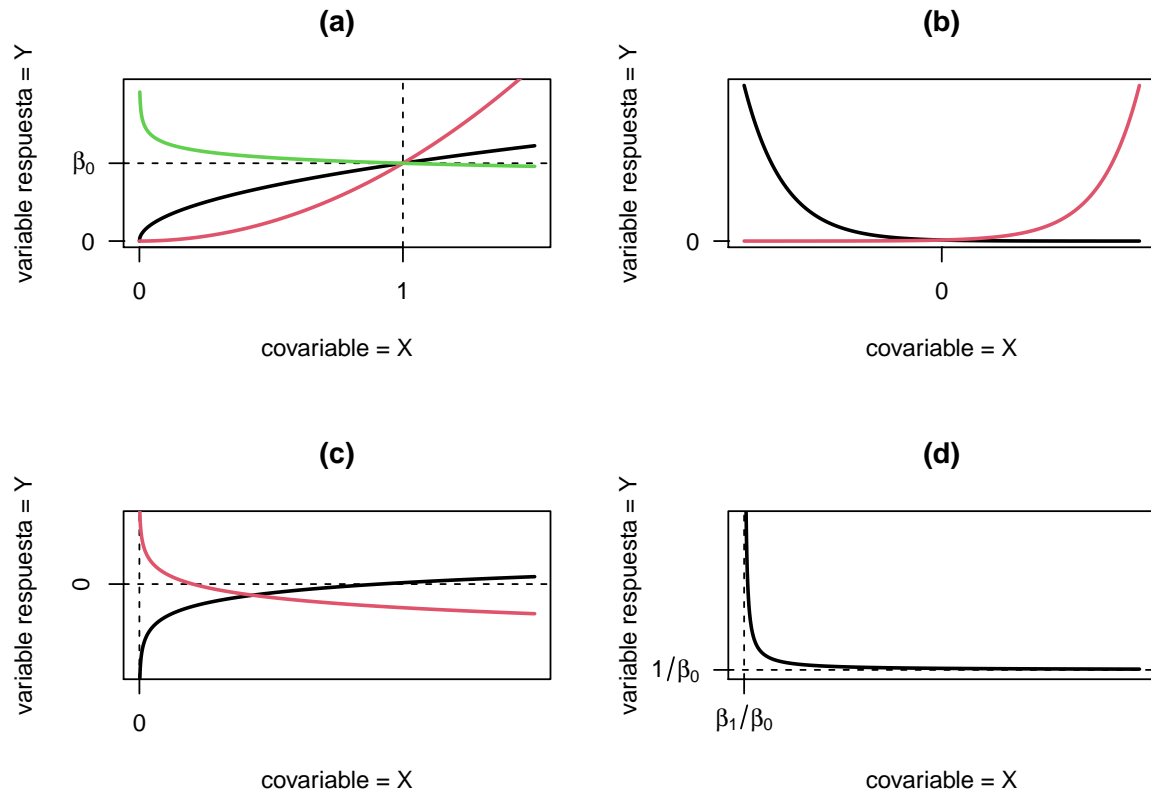 (a)
variable respuesta = Y
β₀
0
0
1
covariable = X
(b)
variable respuesta = Y
0
0
covariable = X
(c)
variable respuesta = Y
0
0
covariable = X
(d)
variable respuesta = Y
1/β₀
β₁/β₀
covariable = X